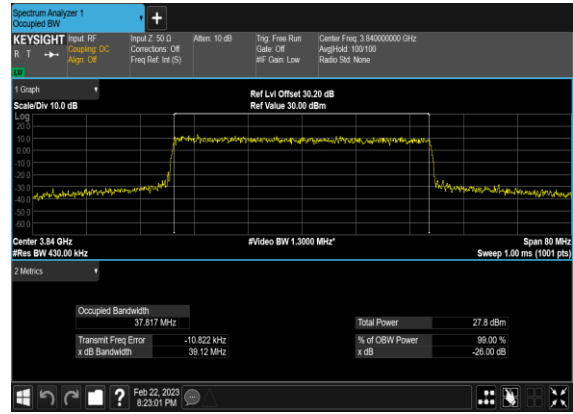 Spectrum Analyzer 1
Occupied BW
+
KEYSIGHT Input: RF Input Z: 50 Ω Atten: 10 dB Trig: Free Run Center Freq: 3.840000000 GHz
R T Coupling: DC Corrections: Off Gate: Off Avg|Hold: 100/100
Align: Off Freq Ref: Int (S) #IF Gain: Low Radio Std: None
LW
1 Graph Ref Lvl Offset 30.20 dB
Scale/Div 10.0 dB Ref Value 30.00 dBm
Log
20.0
10.0
0.00
-10.0
-20.0
-30.0
-40.0
-50.0
-60.0
Center 3.84 GHz #Video BW 1.3000 MHz* Span 80 MHz
#Res BW 430.00 kHz Sweep 1.00 ms (1001 pts)
2 Metrics
Occupied Bandwidth
37.817 MHz Total Power 27.8 dBm
Transmit Freq Error -10.822 kHz % of OBW Power 99.00 %
x dB Bandwidth 39.12 MHz x dB -26.00 dB
? Feb 22, 2023
8:23:01 PM